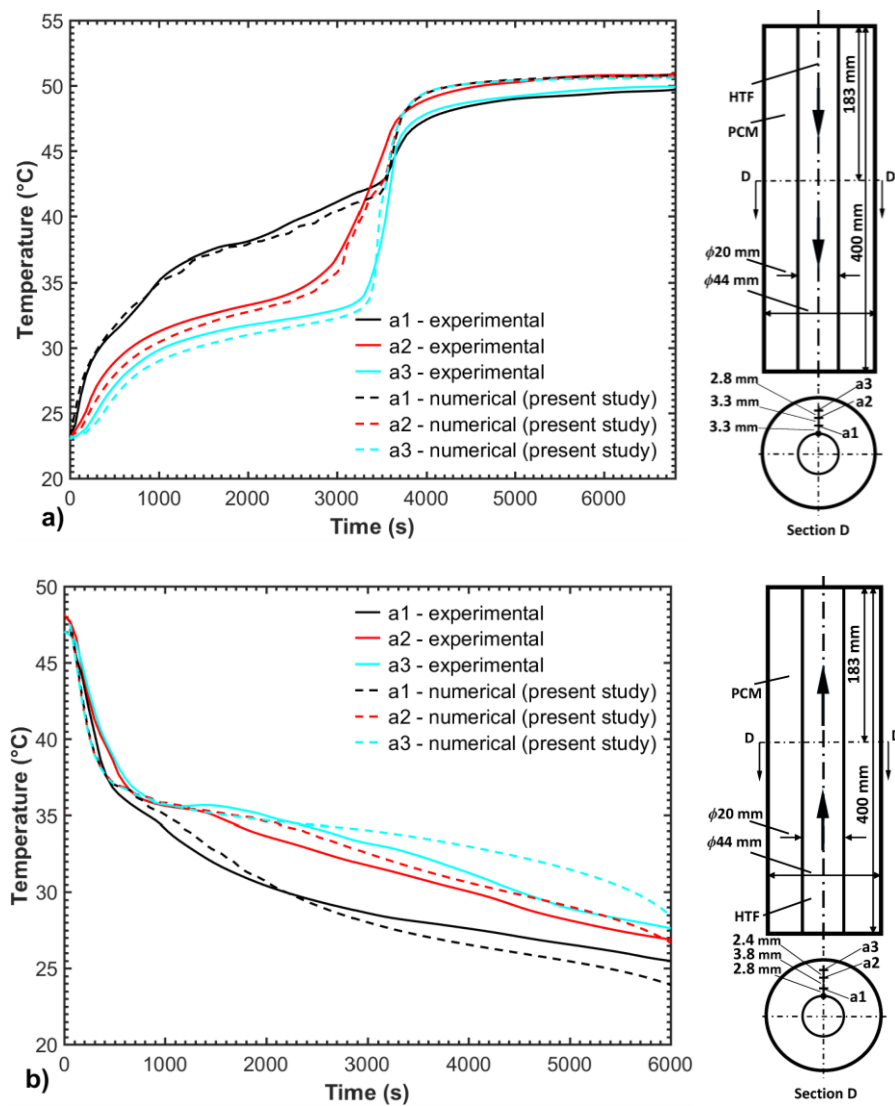 55
50
45
40
35
30
25
20
Temperature (°C)
0
1000
2000
3000
4000
5000
6000
Time (s)
a)
a1 - experimental
a2 - experimental
a3 - experimental
a1 - numerical (present study)
a2 - numerical (present study)
a3 - numerical (present study)
HTF
PCM
183 mm
D
D
400 mm
ϕ20 mm
ϕ44 mm
2.8 mm
3.3 mm
3.3 mm
a3
a2
a1
Section D
50
45
40
35
30
25
20
Temperature (°C)
0
1000
2000
3000
4000
5000
6000
Time (s)
b)
a1 - experimental
a2 - experimental
a3 - experimental
a1 - numerical (present study)
a2 - numerical (present study)
a3 - numerical (present study)
PCM
183 mm
D
D
400 mm
ϕ20 mm
ϕ44 mm
HTF
2.4 mm
3.8 mm
2.8 mm
a3
a2
a1
Section D